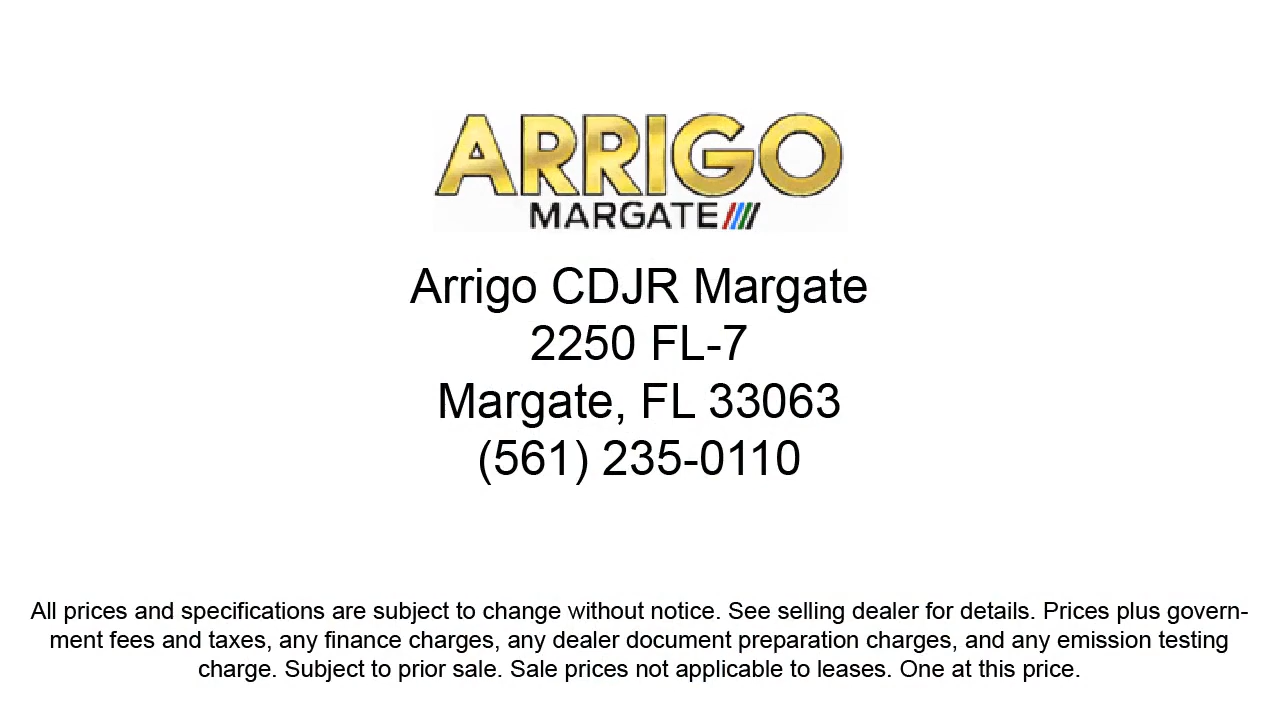 ARRIGO
MARGATE
Arrigo CDJR Margate
2250 FL-7
Margate, FL 33063
(561) 235-0110
All prices and specifications are subject to change without notice. See selling dealer for details. Prices plus govern-
ment fees and taxes, any finance charges, any dealer document preparation charges, and any emission testing
charge. Subject to prior sale. Sale prices not applicable to leases. One at this price.